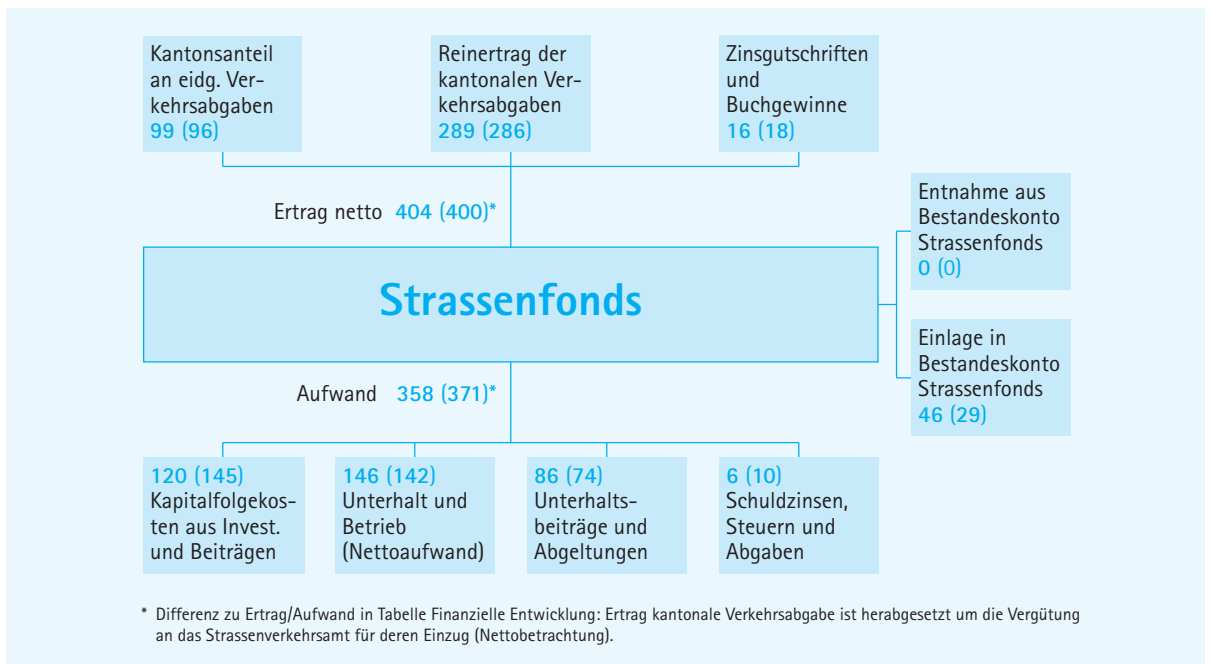 Kantonsanteil
an eidg. Ver-
kehrsabgaben
99 (96)
Reinertrag der
kantonalen Ver-
kehrsabgaben
289 (286)
Zinsgutschriften
und
Buchgewinne
16 (18)
Ertrag netto 404 (400)*
Entnahme aus
Bestandeskonto
Strassenfonds
0 (0)
Strassenfonds
Einlage in
Bestandeskonto
Strassenfonds
46 (29)
Aufwand 358 (371)*
120 (145)
Kapitalfolgekos-
ten aus Invest.
und Beiträgen
146 (142)
Unterhalt und
Betrieb
(Nettoaufwand)
86 (74)
Unterhalts-
beiträge und
Abgeltungen
6 (10)
Schuldzinsen,
Steuern und
Abgaben
* Differenz zu Ertrag/Aufwand in Tabelle Finanzielle Entwicklung: Ertrag kantonale Verkehrsabgabe ist herabgesetzt um die Vergütung
an das Strassenverkehrsamt für deren Einzug (Nettobetrachtung).